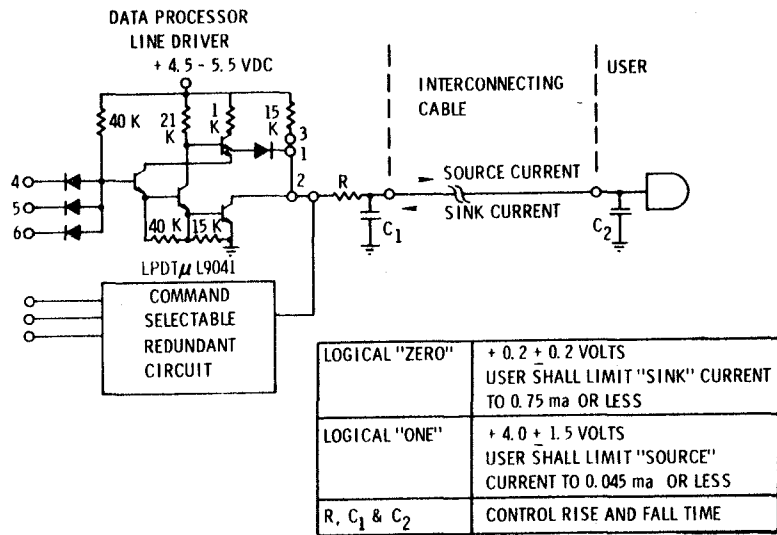 DATA PROCESSOR
LINE DRIVER
+ 4.5 - 5.5 VDC
40 K
21
K
1
K
15
K
3
1
2
4
5
6
40 K
15 K
LPDTμ L9041
COMMAND
SELECTABLE
REDUNDANT
CIRCUIT
R
C1
INTERCONNECTING
CABLE
SOURCE CURRENT
SINK CURRENT
USER
C2
LOGICAL "ZERO"
+ 0.2 ± 0.2 VOLTS
USER SHALL LIMIT "SINK" CURRENT
TO 0.75 ma OR LESS
LOGICAL "ONE"
+ 4.0 ± 1.5 VOLTS
USER SHALL LIMIT "SOURCE"
CURRENT TO 0.045 ma OR LESS
R, C1 & C2
CONTROL RISE AND FALL TIME